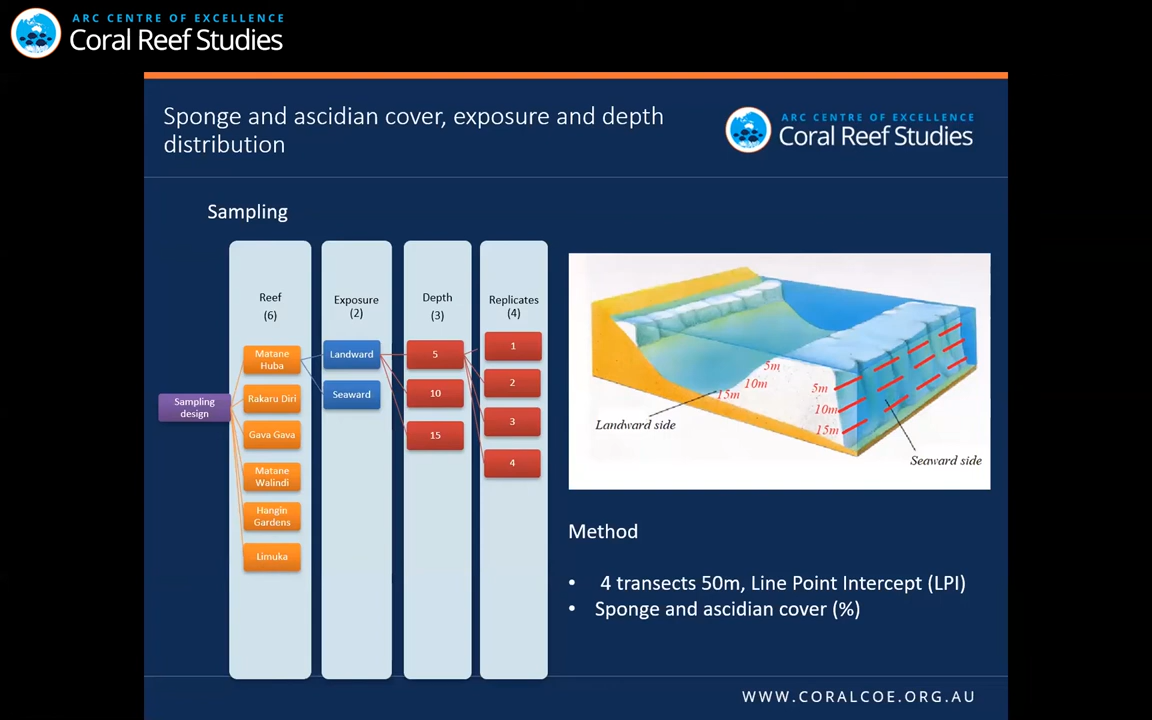 ARC CENTRE OF EXCELLENCE
Coral Reef Studies
Sponge and ascidian cover, exposure and depth
distribution
ARC CENTRE OF EXCELLENCE
Coral Reef Studies
Sampling
Sampling
design
Reef
(6)
Matane
Huba
Rakaru Diri
Gava Gava
Matane
Walindi
Hangin
Gardens
Limuka
Exposure
(2)
Landward
Seaward
Depth
(3)
5
10
15
Replicates
(4)
1
2
3
4
5m
10m
15m
5m
10m
15m
Landward side
Seaward side
Method
• 4 transects 50m, Line Point Intercept (LPI)
• Sponge and ascidian cover (%)
WWW.CORALCOE.ORG.AU